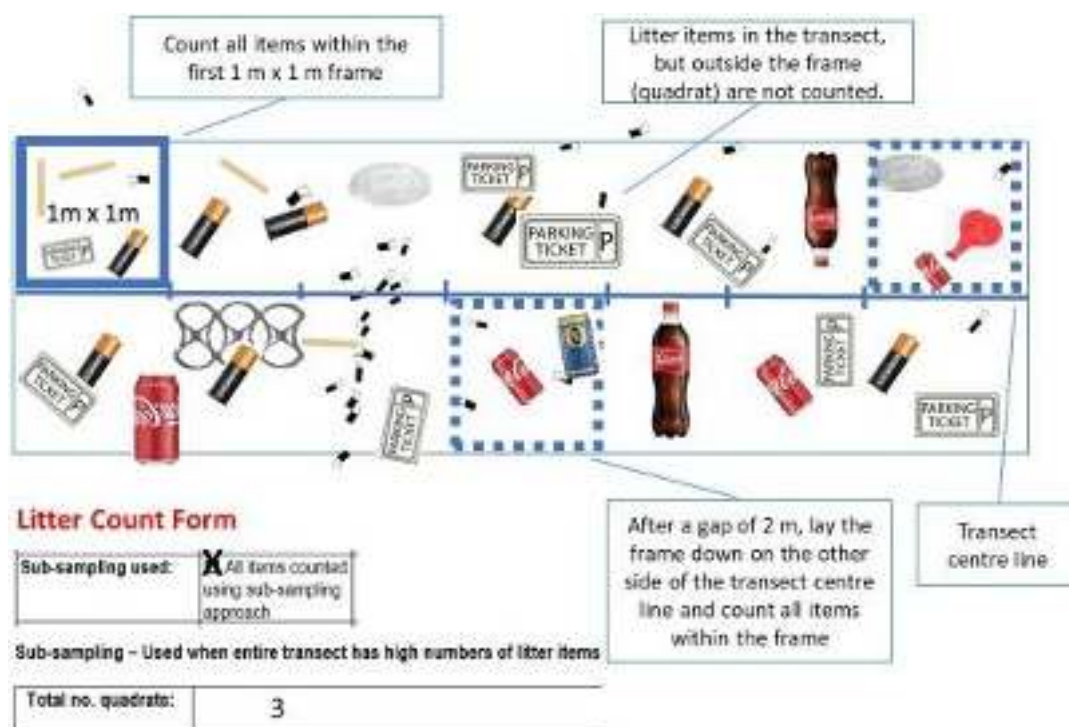 Count all items within the
first 1 m x 1 m frame
Litter items in the transect,
but outside the frame
(quadrat) are not counted.
1m x 1m
PARKING
TICKET P
PARKING
TICKET P
PARKING
TICKET P
PARKING
TICKET P
PARKING
TICKET P
PARKING
TICKET P
PARKING
TICKET P
PARKING
TICKET P
After a gap of 2 m, lay the
frame down on the other
side of the transect centre
line and count all items
within the frame
Transect
centre line
Litter Count Form
Sub-sampling used:
X All items counted
using sub-sampling
approach
Sub-sampling – Used when entire transect has high numbers of litter items
Total no. quadrats:
3